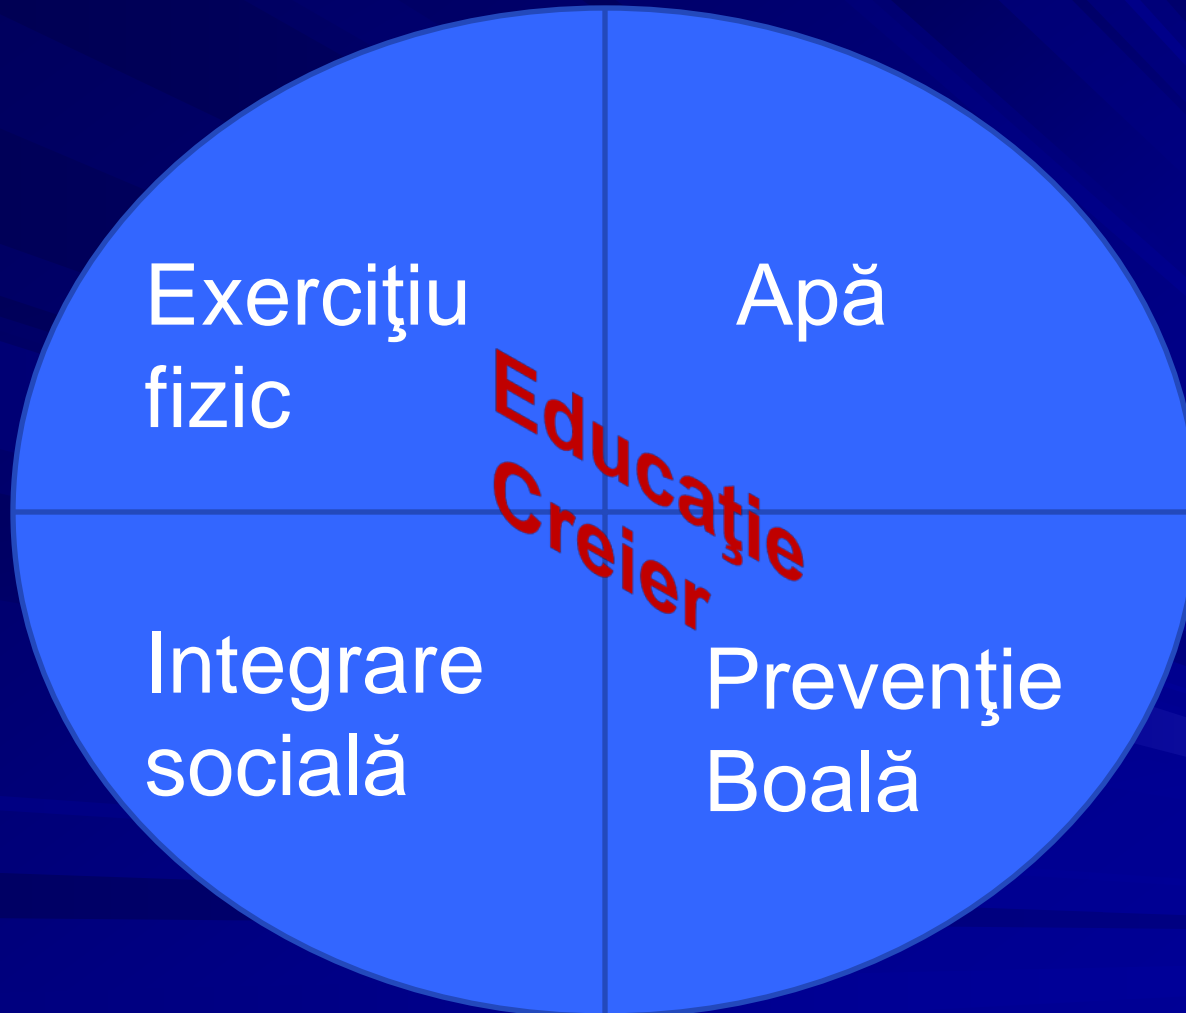 Exerciţiu
fizic
Apă
Educaţie
Creier
Integrare
socială
Prevenţie
Boală